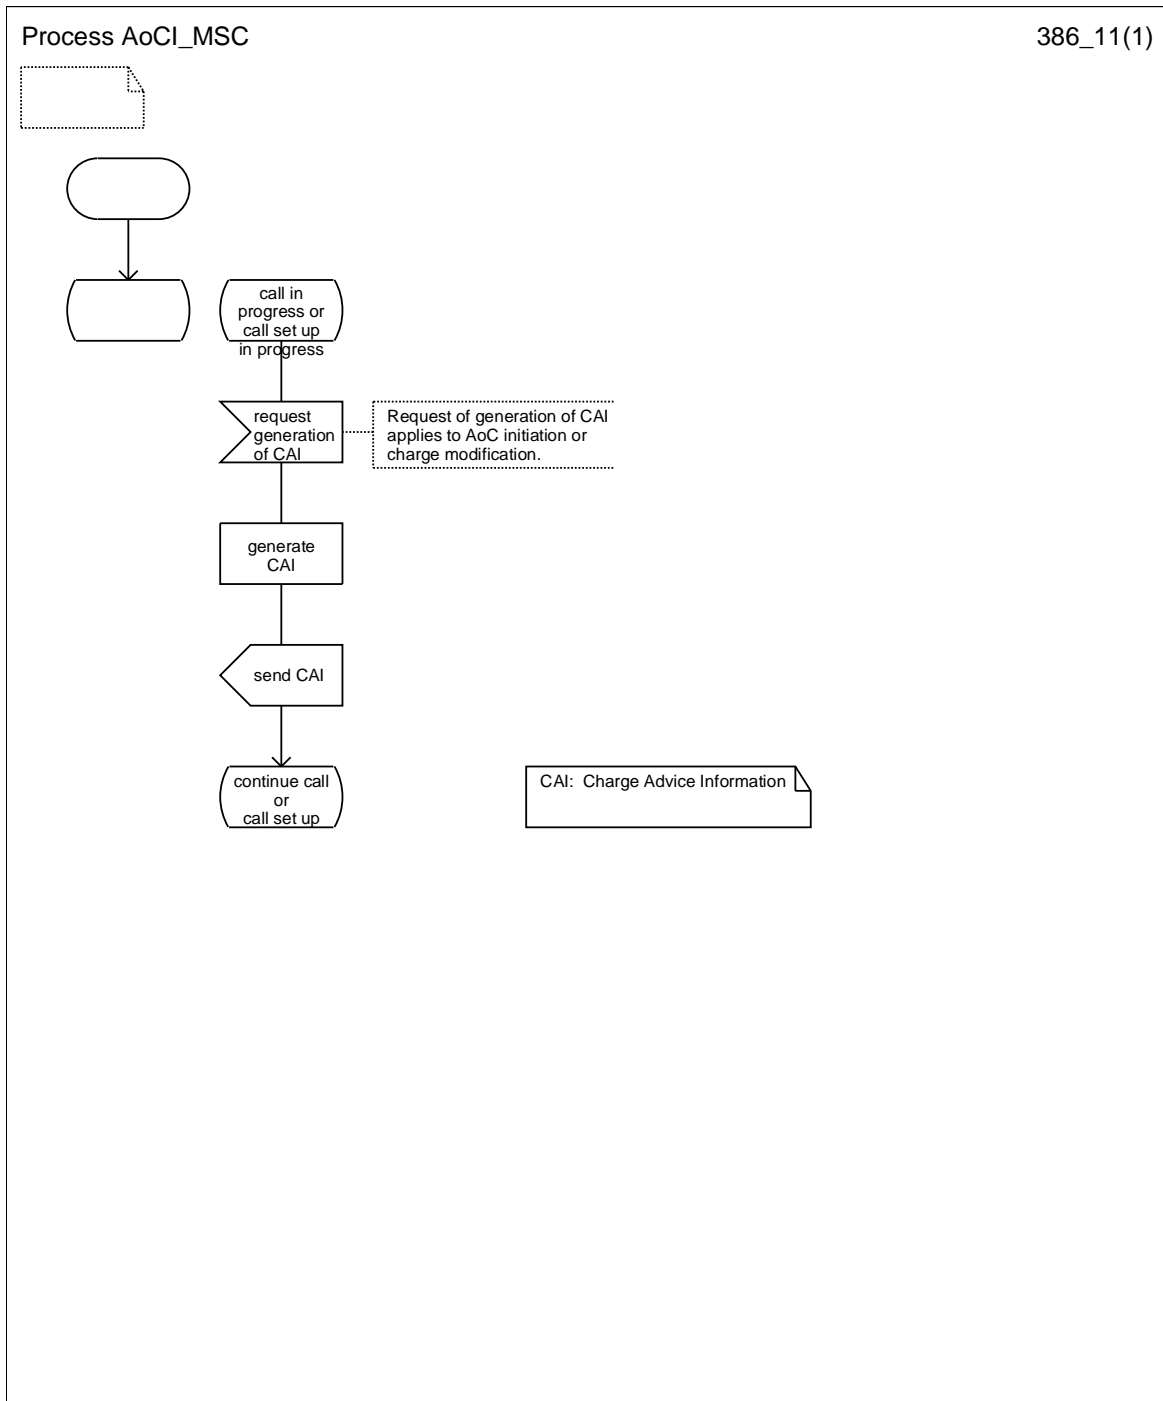 Process AoCI_MSC
386_11(1)
call in
progress or
call set up
in progress
request
generation
of CAI
Request of generation of CAI
applies to AoC initiation or
charge modification.
generate
CAI
send CAI
continue call
or
call set up
CAI:  Charge Advice Information